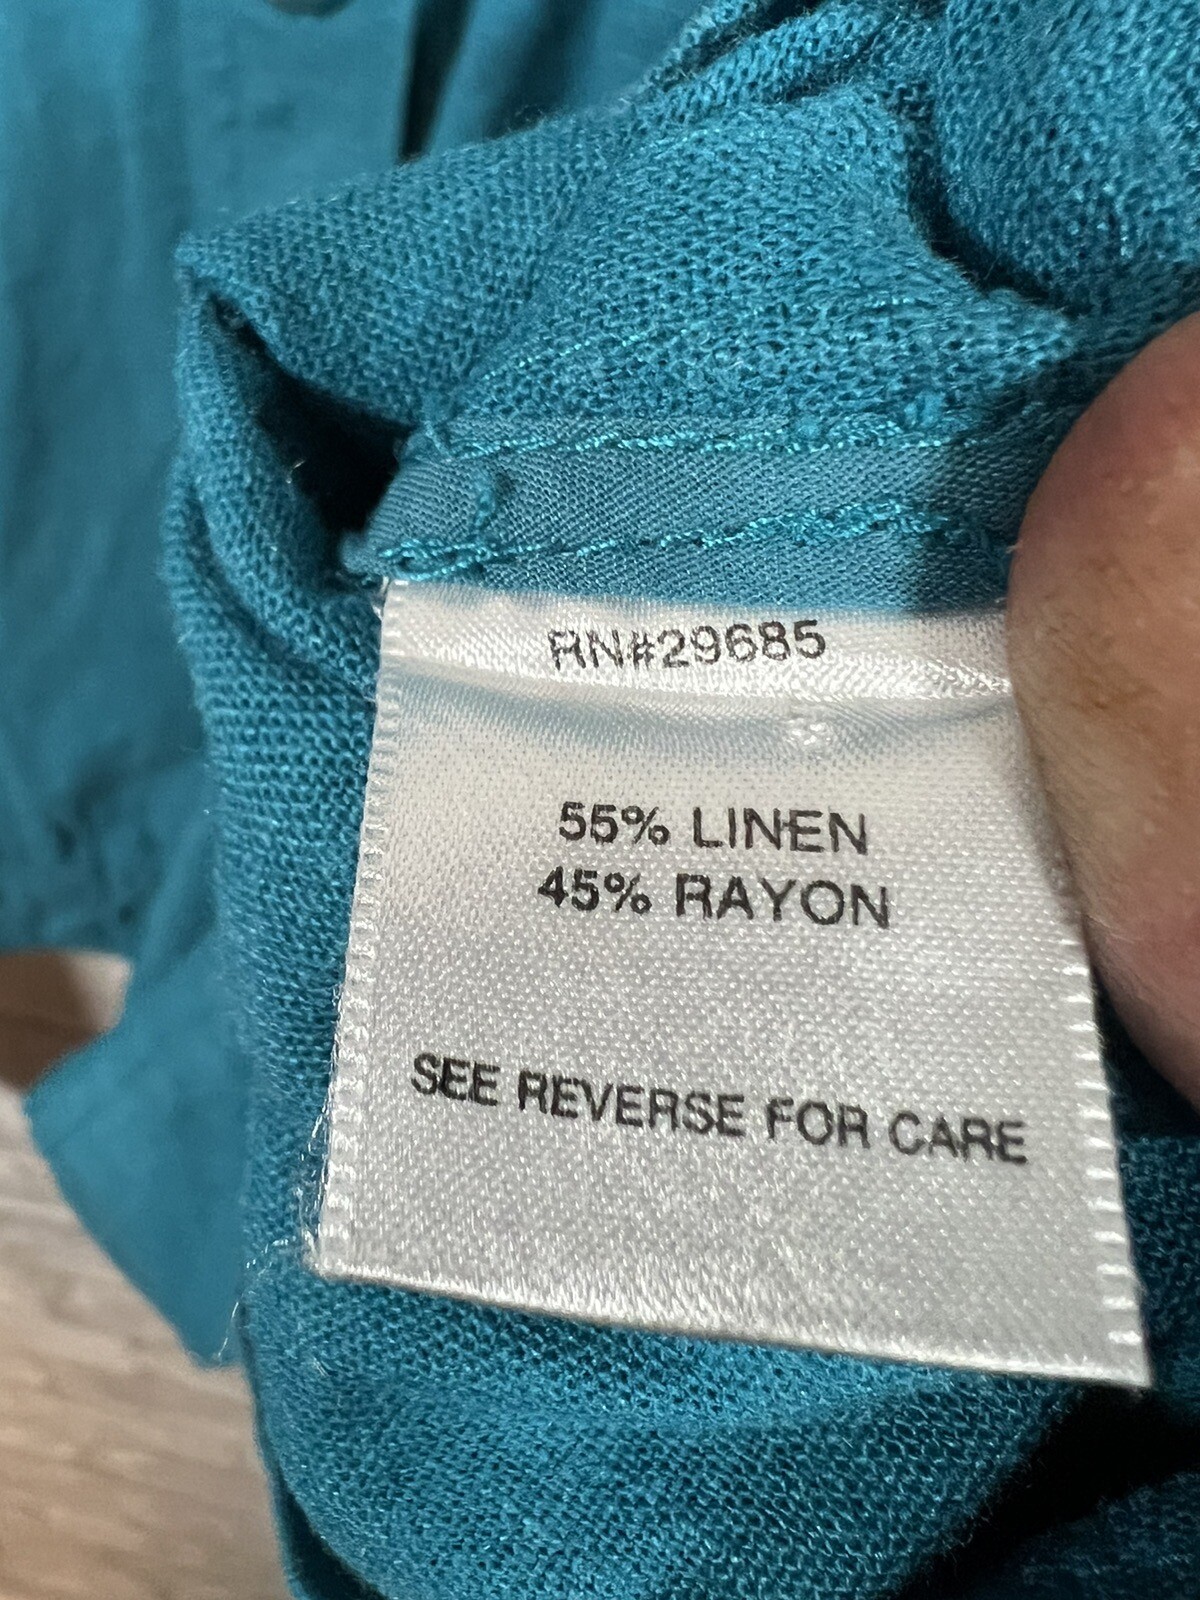 RN#29685
55% LINEN
45% RAYON
SEE REVERSE FOR CARE